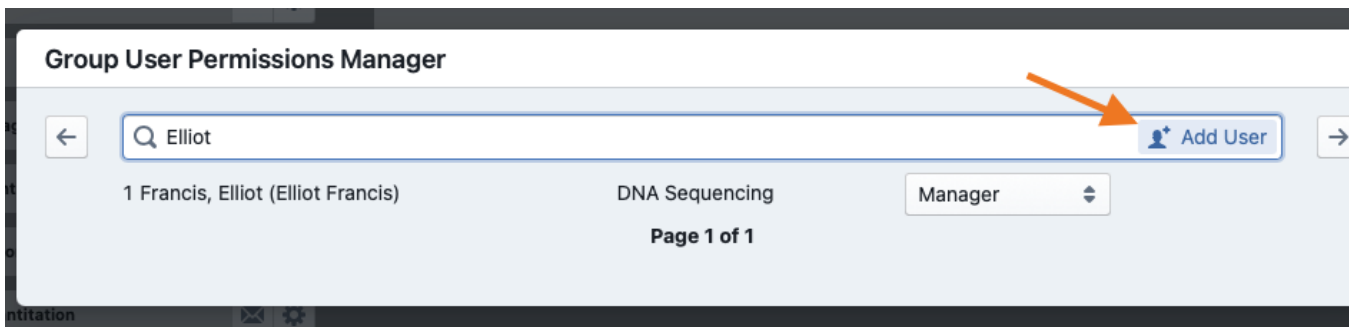 Group User Permissions Manager
Elliot
Add User
1 Francis, Elliot (Elliot Francis)
DNA Sequencing
Manager
Page 1 of 1
ntitation